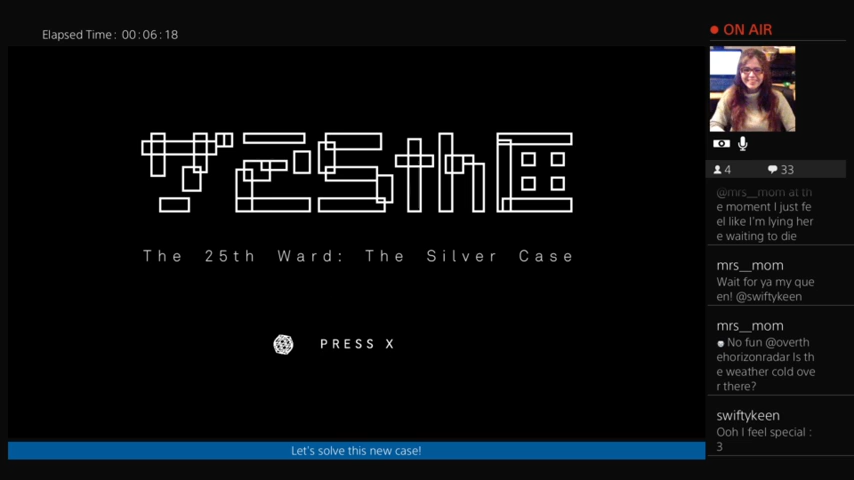 Elapsed Time: 00:06:18
ON AIR
ザ25th区
The 25th Ward: The Silver Case
PRESS X
Let's solve this new case!
4 33
@mrs__mom at th
e moment I just fe
el like I'm lying her
e waiting to die
mrs__mom
Wait for ya my que
en! @swiftykeen
mrs__mom
No fun @overth
ehorizonradar Is th
e weather cold ove
r there?
swiftykeen
Ooh I feel special :
3